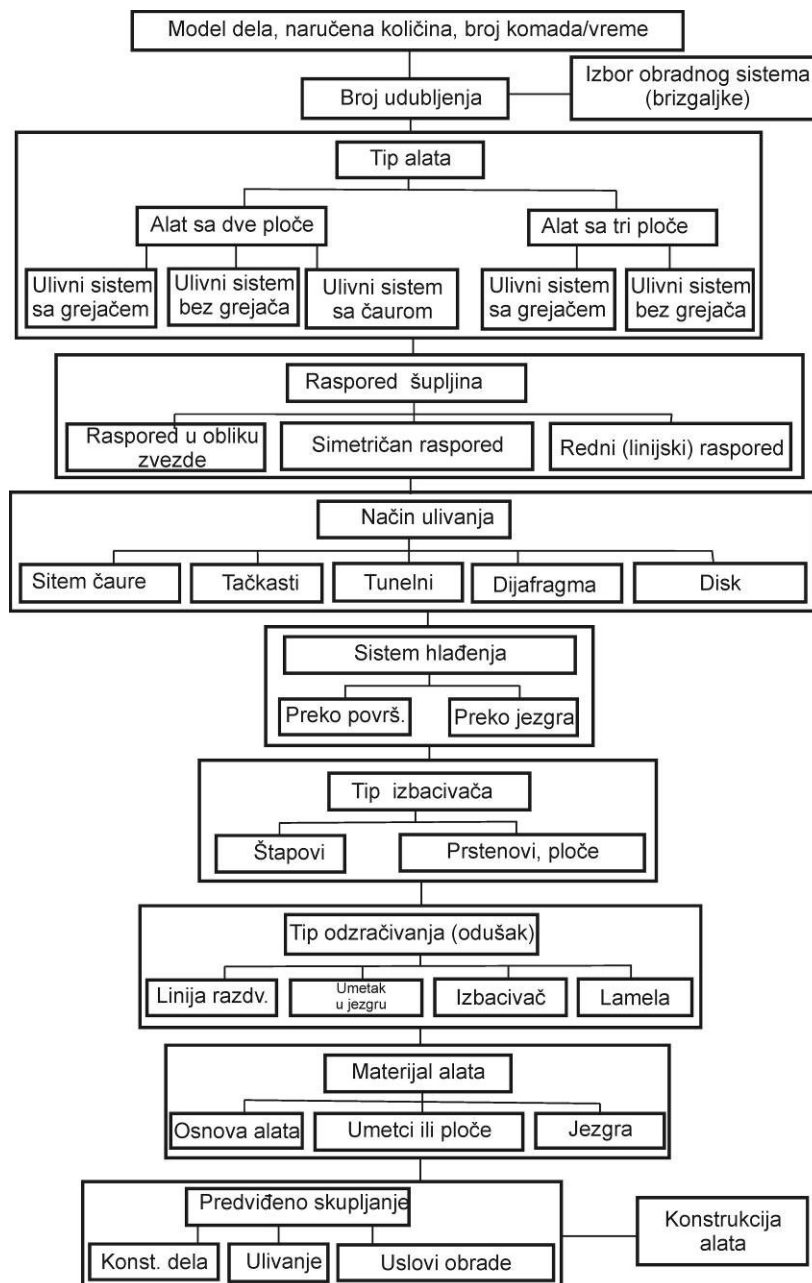 Model dela, naručena količina, broj komada/vreme
Izbor obradnog sistema
(brizgaljke)
Broj udubljenja
Tip alata
Alat sa dve ploče
Alat sa tri ploče
Ulivni sistem
sa grejačem
Ulivni sistem
bez grejača
Ulivni sistem
sa čaurom
Ulivni sistem
sa grejačem
Ulivni sistem
bez grejača
Raspored šupljina
Raspored u obliku
zvezde
Simetričan raspored
Redni (linijski) raspored
Način ulivanja
Sitem čaure
Tačkasti
Tunelni
Dijafragma
Disk
Sistem hlađenja
Preko površ.
Preko jezgra
Tip izbacivača
Štapovi
Prstenovi, ploče
Tip odzračivanja (odušak)
Linija razdv.
Umetak
u jezgru
Izbacivač
Lamela
Materijal alata
Osnova alata
Umetci ili ploče
Jezgra
Predviđeno skupljanje
Konst. dela
Ulivanje
Uslovi obrade
Konstrukcija
alata